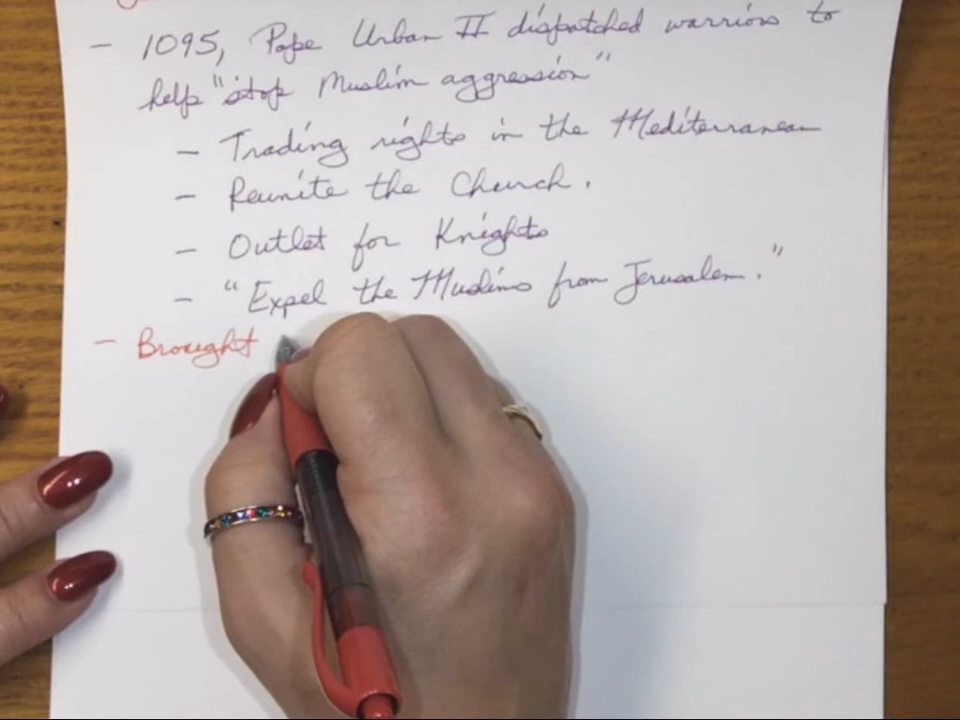 - 1095, Pope Urban II dispatched warriors to
help "stop Muslim aggression"
- Trading rights in the Mediterranean
- Reunite the Church.
- Outlet for Knights
- "Expel the Muslims from Jerusalem."
- Brought